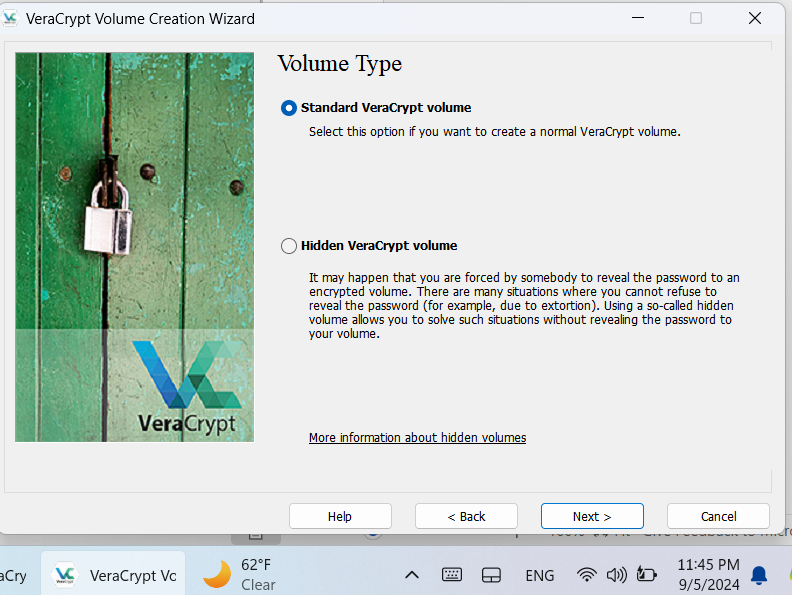 VeraCrypt Volume Creation Wizard
Volume Type
Standard VeraCrypt volume
Select this option if you want to create a normal VeraCrypt volume.
Hidden VeraCrypt volume
It may happen that you are forced by somebody to reveal the password to an
encrypted volume. There are many situations where you cannot refuse to
reveal the password (for example, due to extortion). Using a so-called hidden
volume allows you to solve such situations without revealing the password to
your volume.
VeraCrypt
More information about hidden volumes
Help
< Back
Next >
Cancel
aCry
VeraCrypt Vo
62°F
Clear
ENG
11:45 PM
9/5/2024